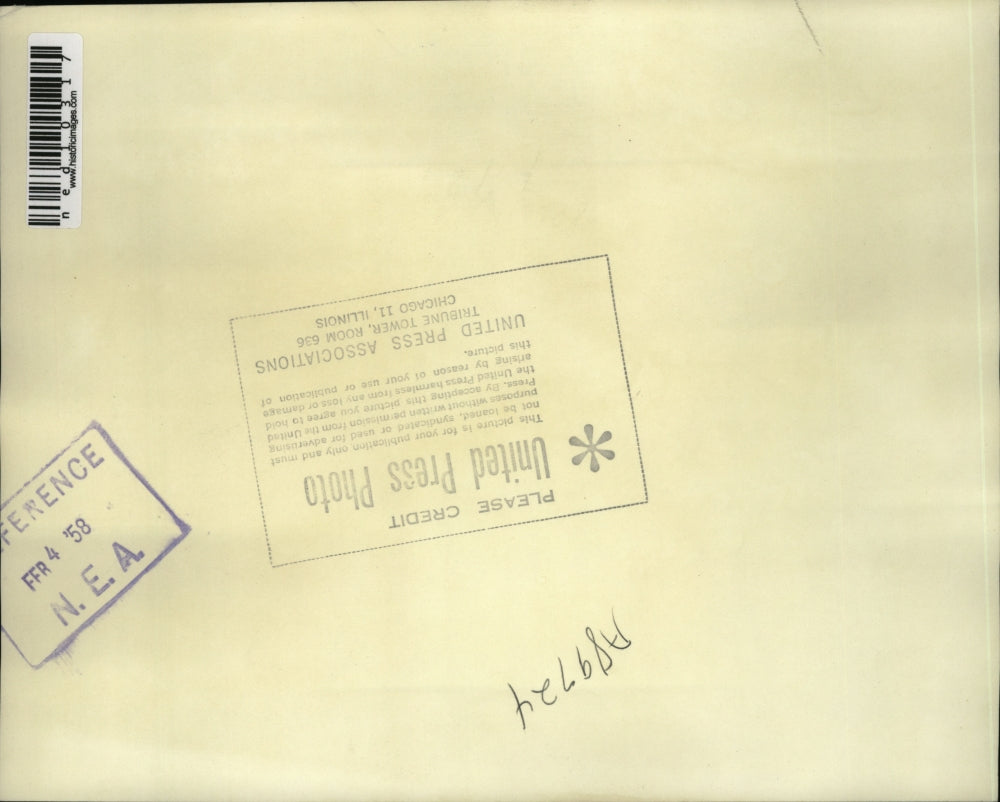 ned10317
www.historicimages.com
PLEASE CREDIT
United Press Photo
This picture is for your publication only and must
not be loaned, syndicated or used for advertising
purposes without written permission from the United
Press. By accepting this picture you agree to hold
the United Press harmless from any loss or damage
arising by reason of your use or publication of
this picture.
UNITED PRESS ASSOCIATIONS
TRIBUNE TOWER, ROOM 636
CHICAGO 11, ILLINOIS
FERENCE
FEB 4 '58
N.E.A.
A89724